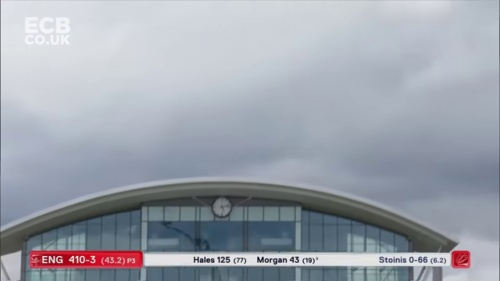 ECB
CO.UK
ENG 410-3 (43.2) P3 Hales 125 (77) Morgan 43 (19)* Stoinis 0-66 (6.2)